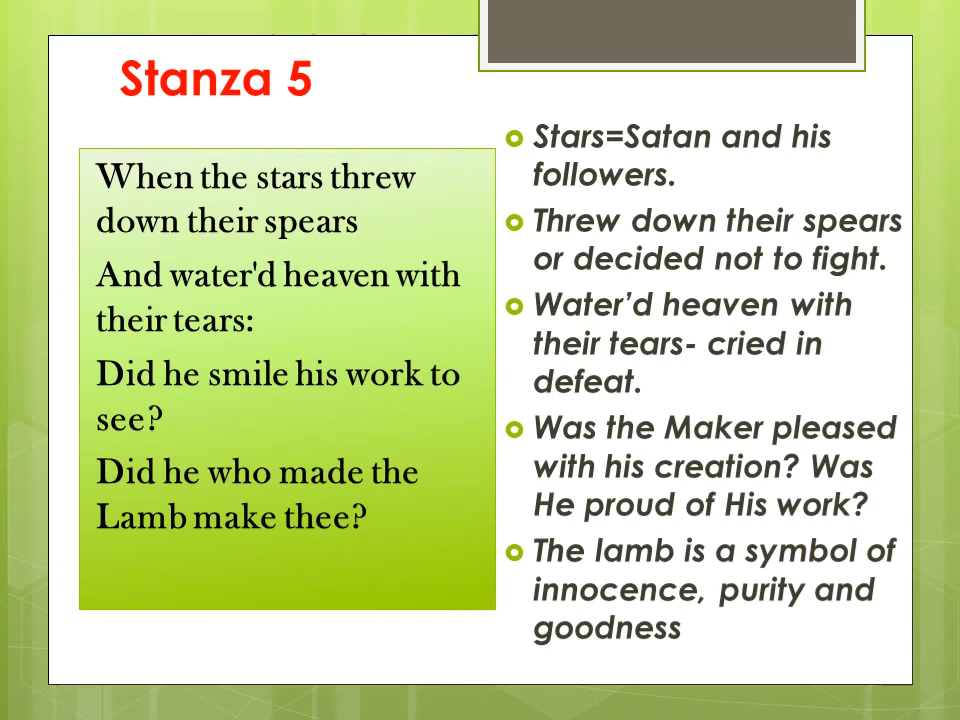 Stanza 5
When the stars threw
down their spears
And water'd heaven with
their tears:
Did he smile his work to
see?
Did he who made the
Lamb make thee?
Stars=Satan and his
followers.
Threw down their spears
or decided not to fight.
Water’d heaven with
their tears- cried in
defeat.
Was the Maker pleased
with his creation? Was
He proud of His work?
The lamb is a symbol of
innocence, purity and
goodness